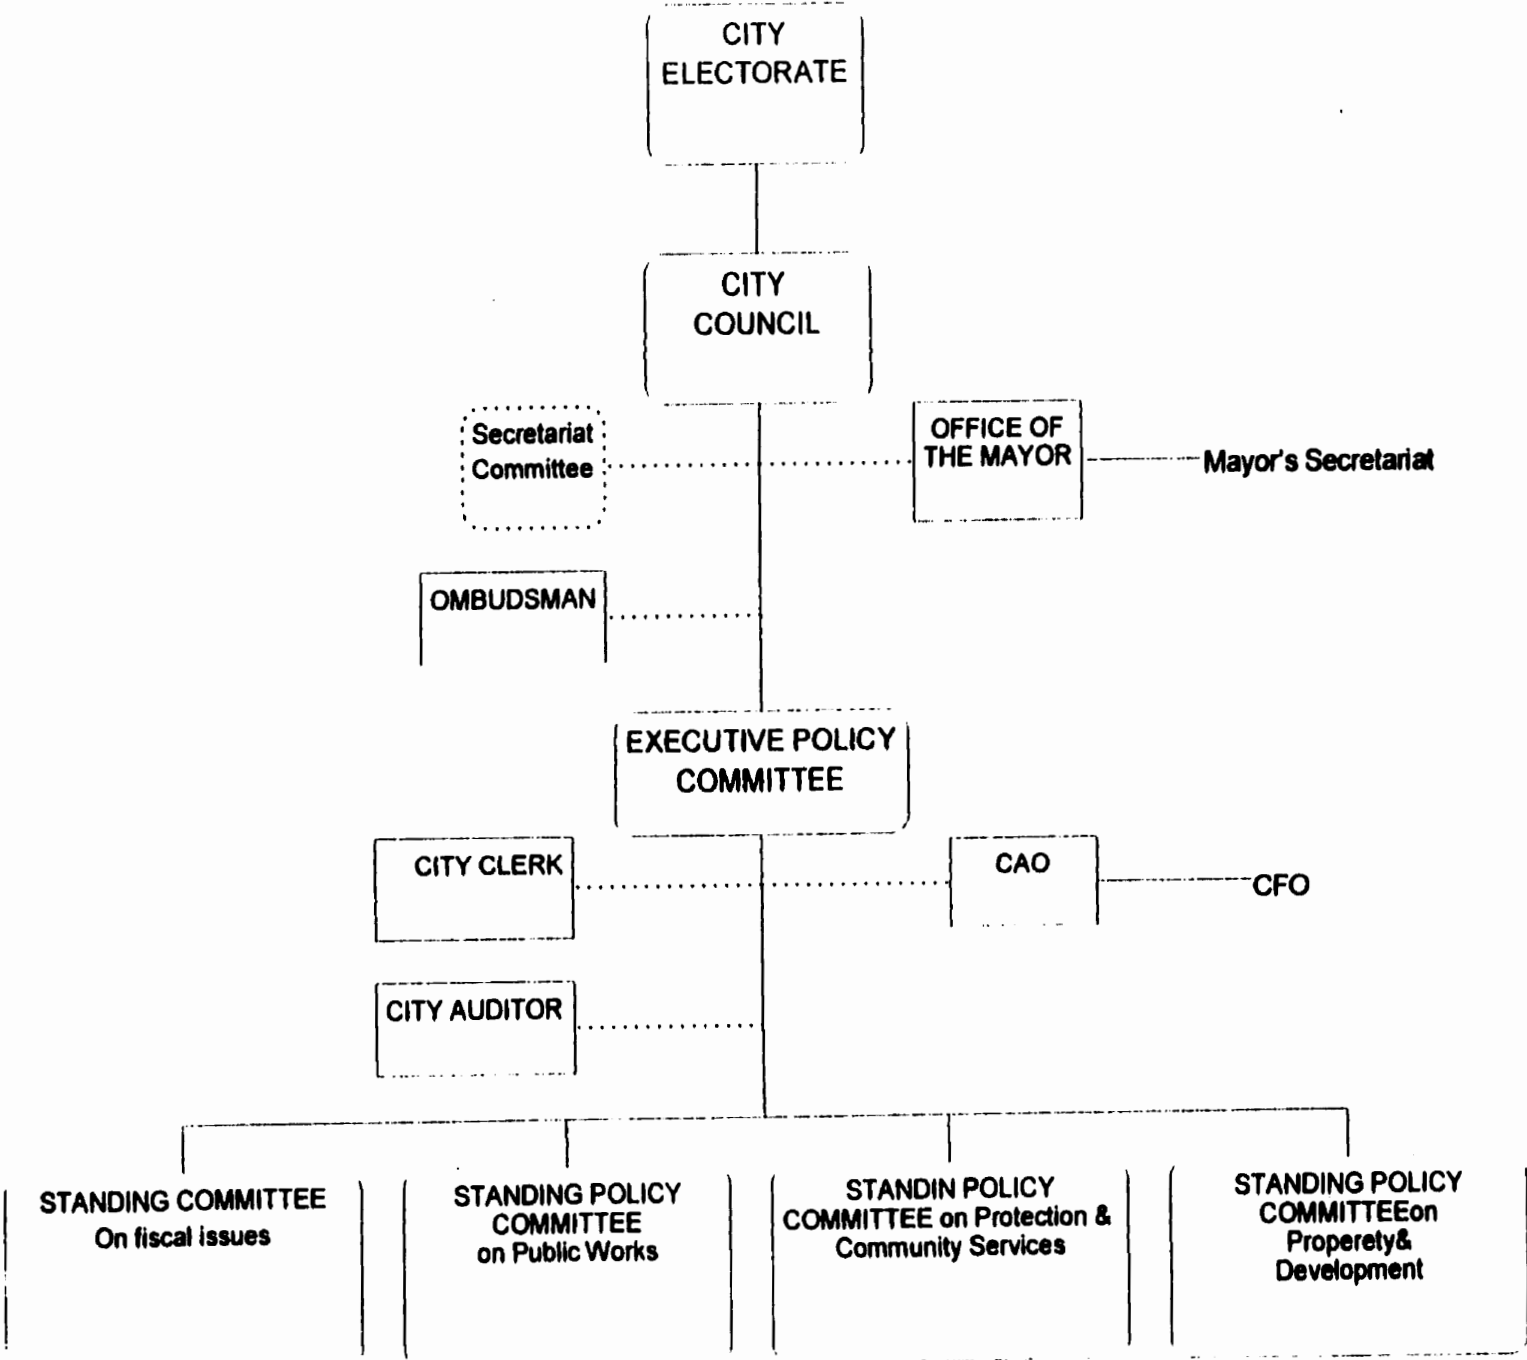 CITY
ELECTORATE
CITY
COUNCIL
Secretariat
Committee
OFFICE OF
THE MAYOR
Mayor's Secretariat
OMBUDSMAN
EXECUTIVE POLICY
COMMITTEE
CITY CLERK
CAO
CFO
CITY AUDITOR
STANDING COMMITTEE
On fiscal issues
STANDING POLICY
COMMITTEE
on Public Works
STANDIN POLICY
COMMITTEE on Protection &
Community Services
STANDING POLICY
COMMITTEEon
Properety&
Development